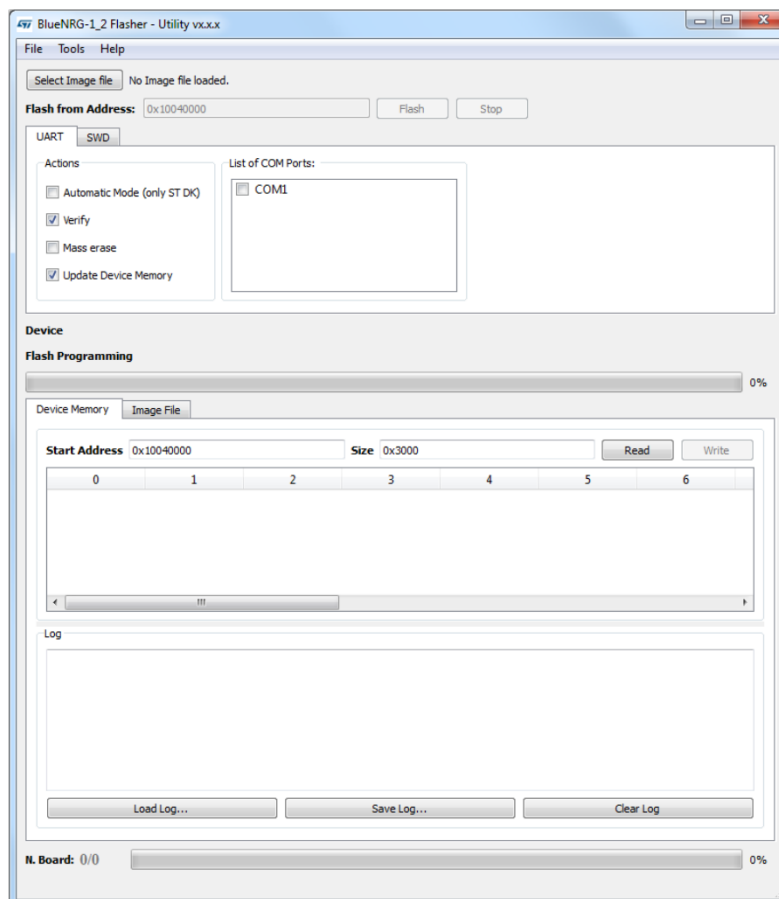 BlueNRG-1_2 Flasher - Utility vx.x.x
File Tools Help
Select Image file No Image file loaded.
Flash from Address: 0x10040000 Flash Stop
UART SWD
Actions List of COM Ports:
Automatic Mode (only ST DK) COM1
Verify
Mass erase
Update Device Memory
Device
Flash Programming
0%
Device Memory Image File
Start Address 0x10040000 Size 0x3000 Read Write
0 1 2 3 4 5 6
Log
Load Log... Save Log... Clear Log
N. Board: 0/0 0%